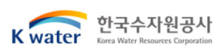 K water
한국수자원공사
Korea Water Resources Corporation